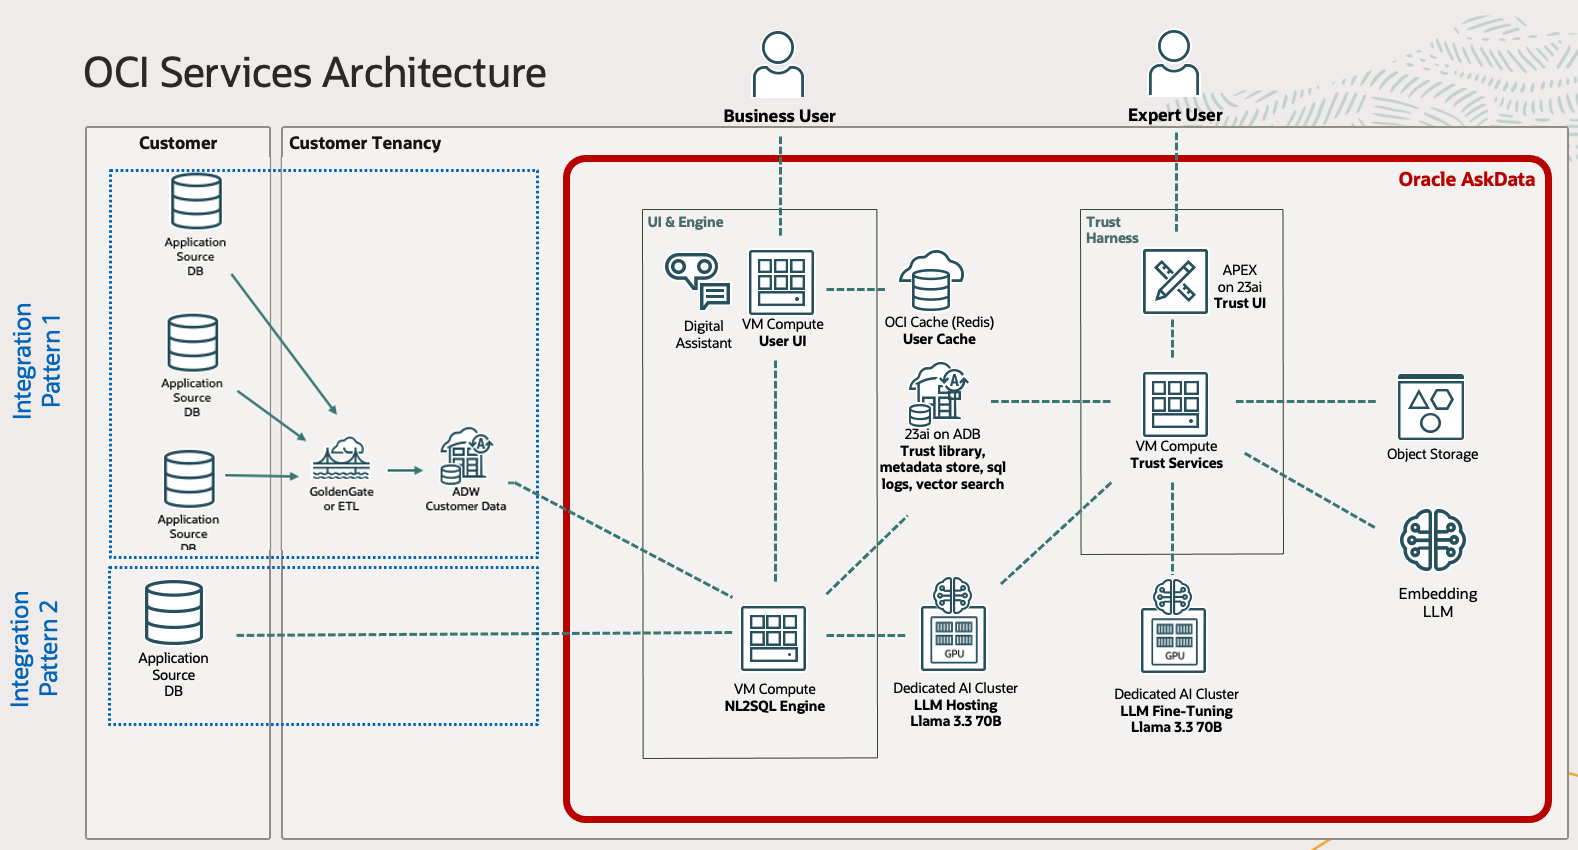 OCI Services Architecture
Business User
Expert User
Customer
Customer Tenancy
Oracle AskData
Integration
Pattern 1
Application
Source
DB
Application
Source
DB
Application
Source
DB
GoldenGate
or ETL
ADW
Customer Data
Integration
Pattern 2
Application
Source
DB
UI & Engine
Digital
Assistant
VM Compute
User UI
OCI Cache (Redis)
User Cache
A
23ai on ADB
Trust library,
metadata store, sql
logs, vector search
VM Compute
NL2SQL Engine
GPU
Dedicated AI Cluster
LLM Hosting
Llama 3.3 70B
Trust
Harness
APEX
on 23ai
Trust UI
VM Compute
Trust Services
Object Storage
Embedding
LLM
GPU
Dedicated AI Cluster
LLM Fine-Tuning
Llama 3.3 70B
A